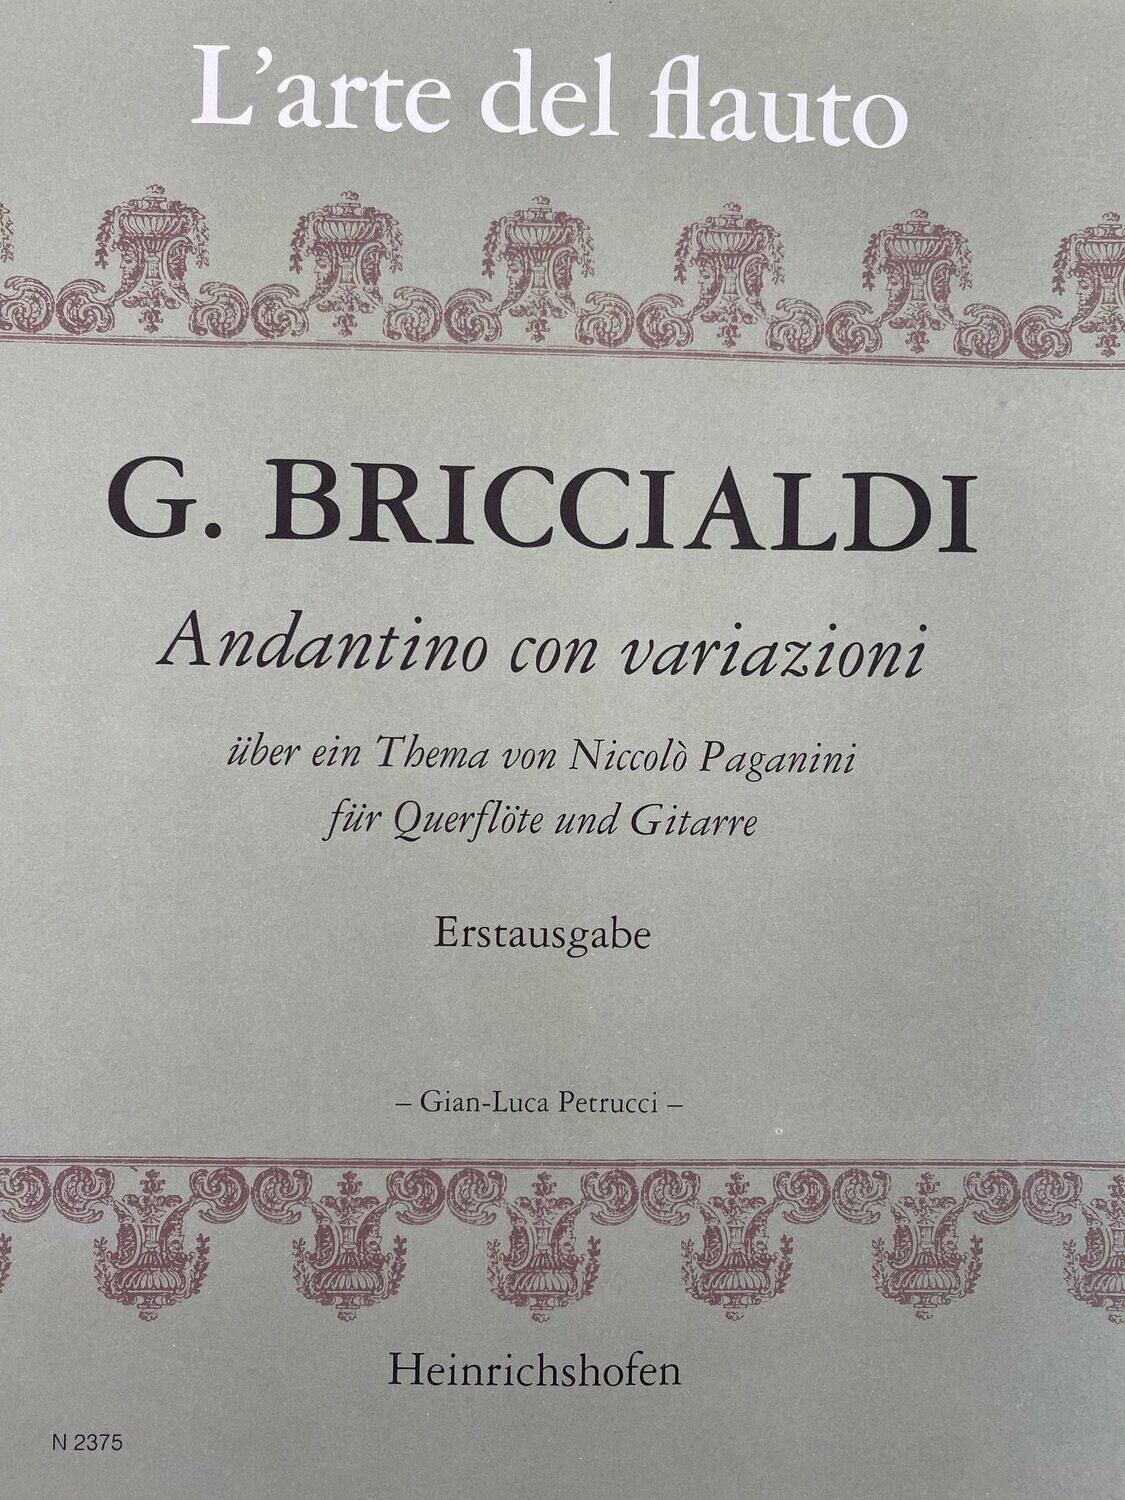 L'arte del flauto
G. BRICCIALDI
Andantino con variazioni
über ein Thema von Niccolò Paganini
für Querflöte und Gitarre
Erstausgabe
– Gian-Luca Petrucci –
Heinrichshofen
N 2375